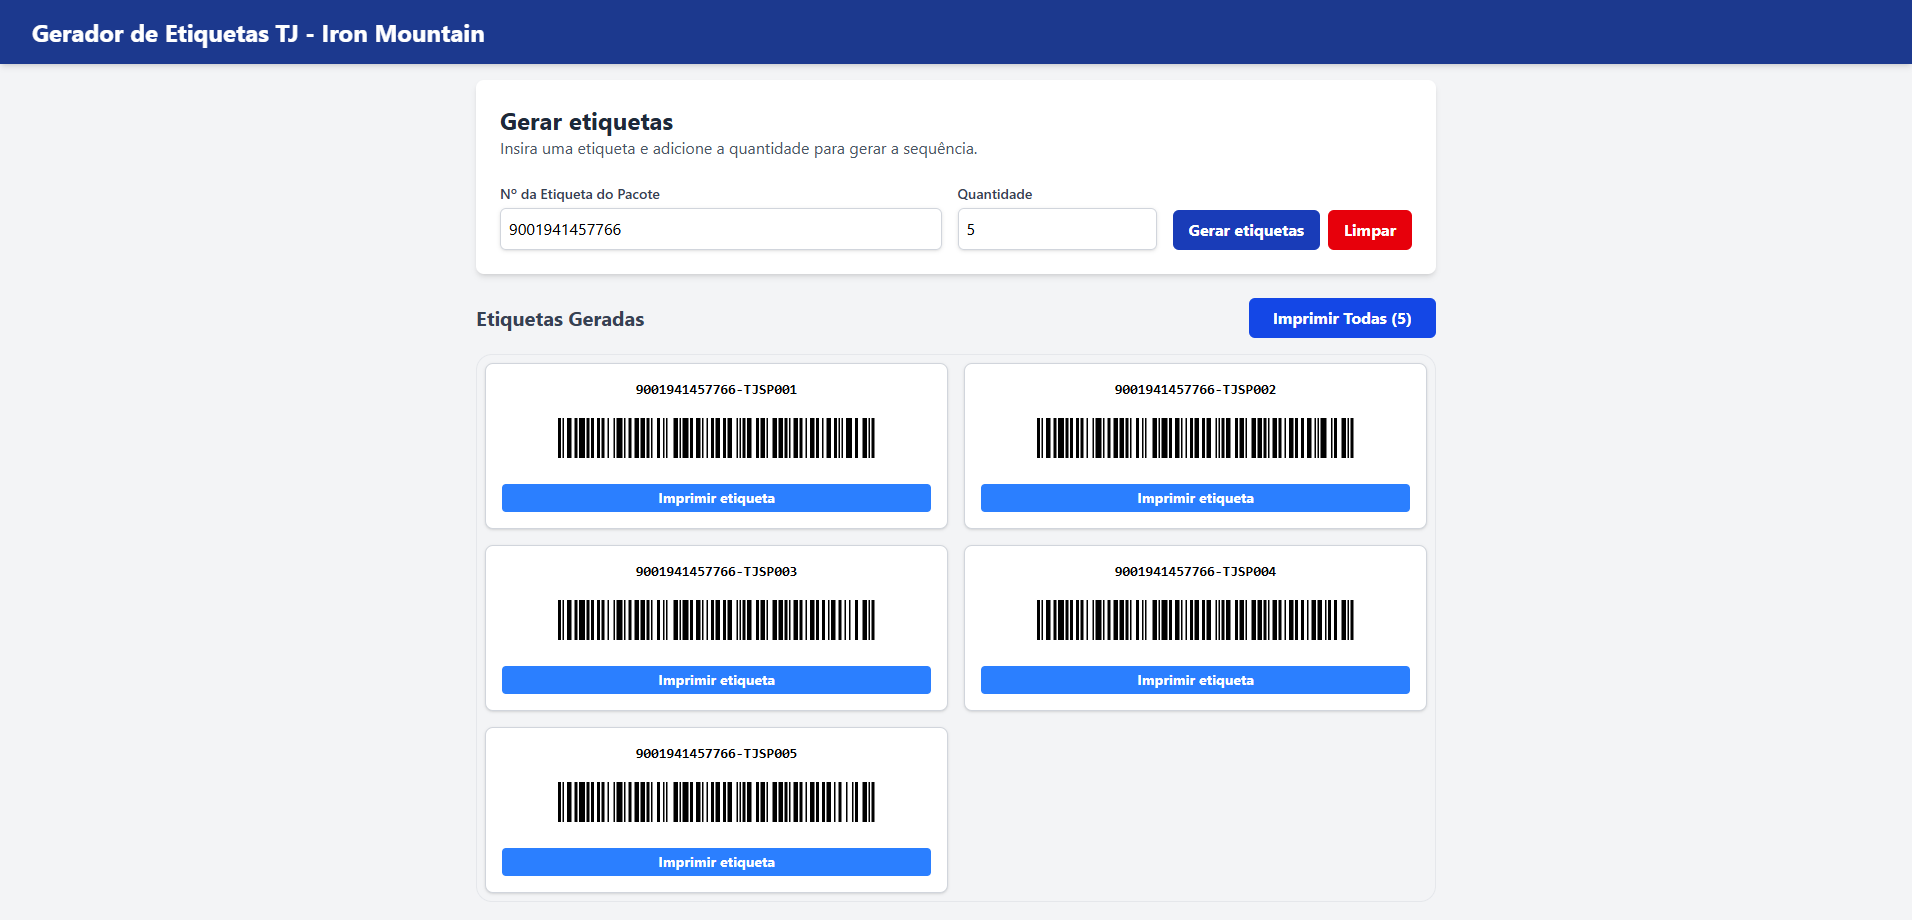 Gerador de Etiquetas TJ - Iron Mountain
Gerar etiquetas
Insira uma etiqueta e adicione a quantidade para gerar a sequência.
Nº da Etiqueta do Pacote
Quantidade
9001941457766
5
Gerar etiquetas
Limpar
Etiquetas Geradas
Imprimir Todas (5)
9001941457766-TJSP001
Imprimir etiqueta
9001941457766-TJSP002
Imprimir etiqueta
9001941457766-TJSP003
Imprimir etiqueta
9001941457766-TJSP004
Imprimir etiqueta
9001941457766-TJSP005
Imprimir etiqueta